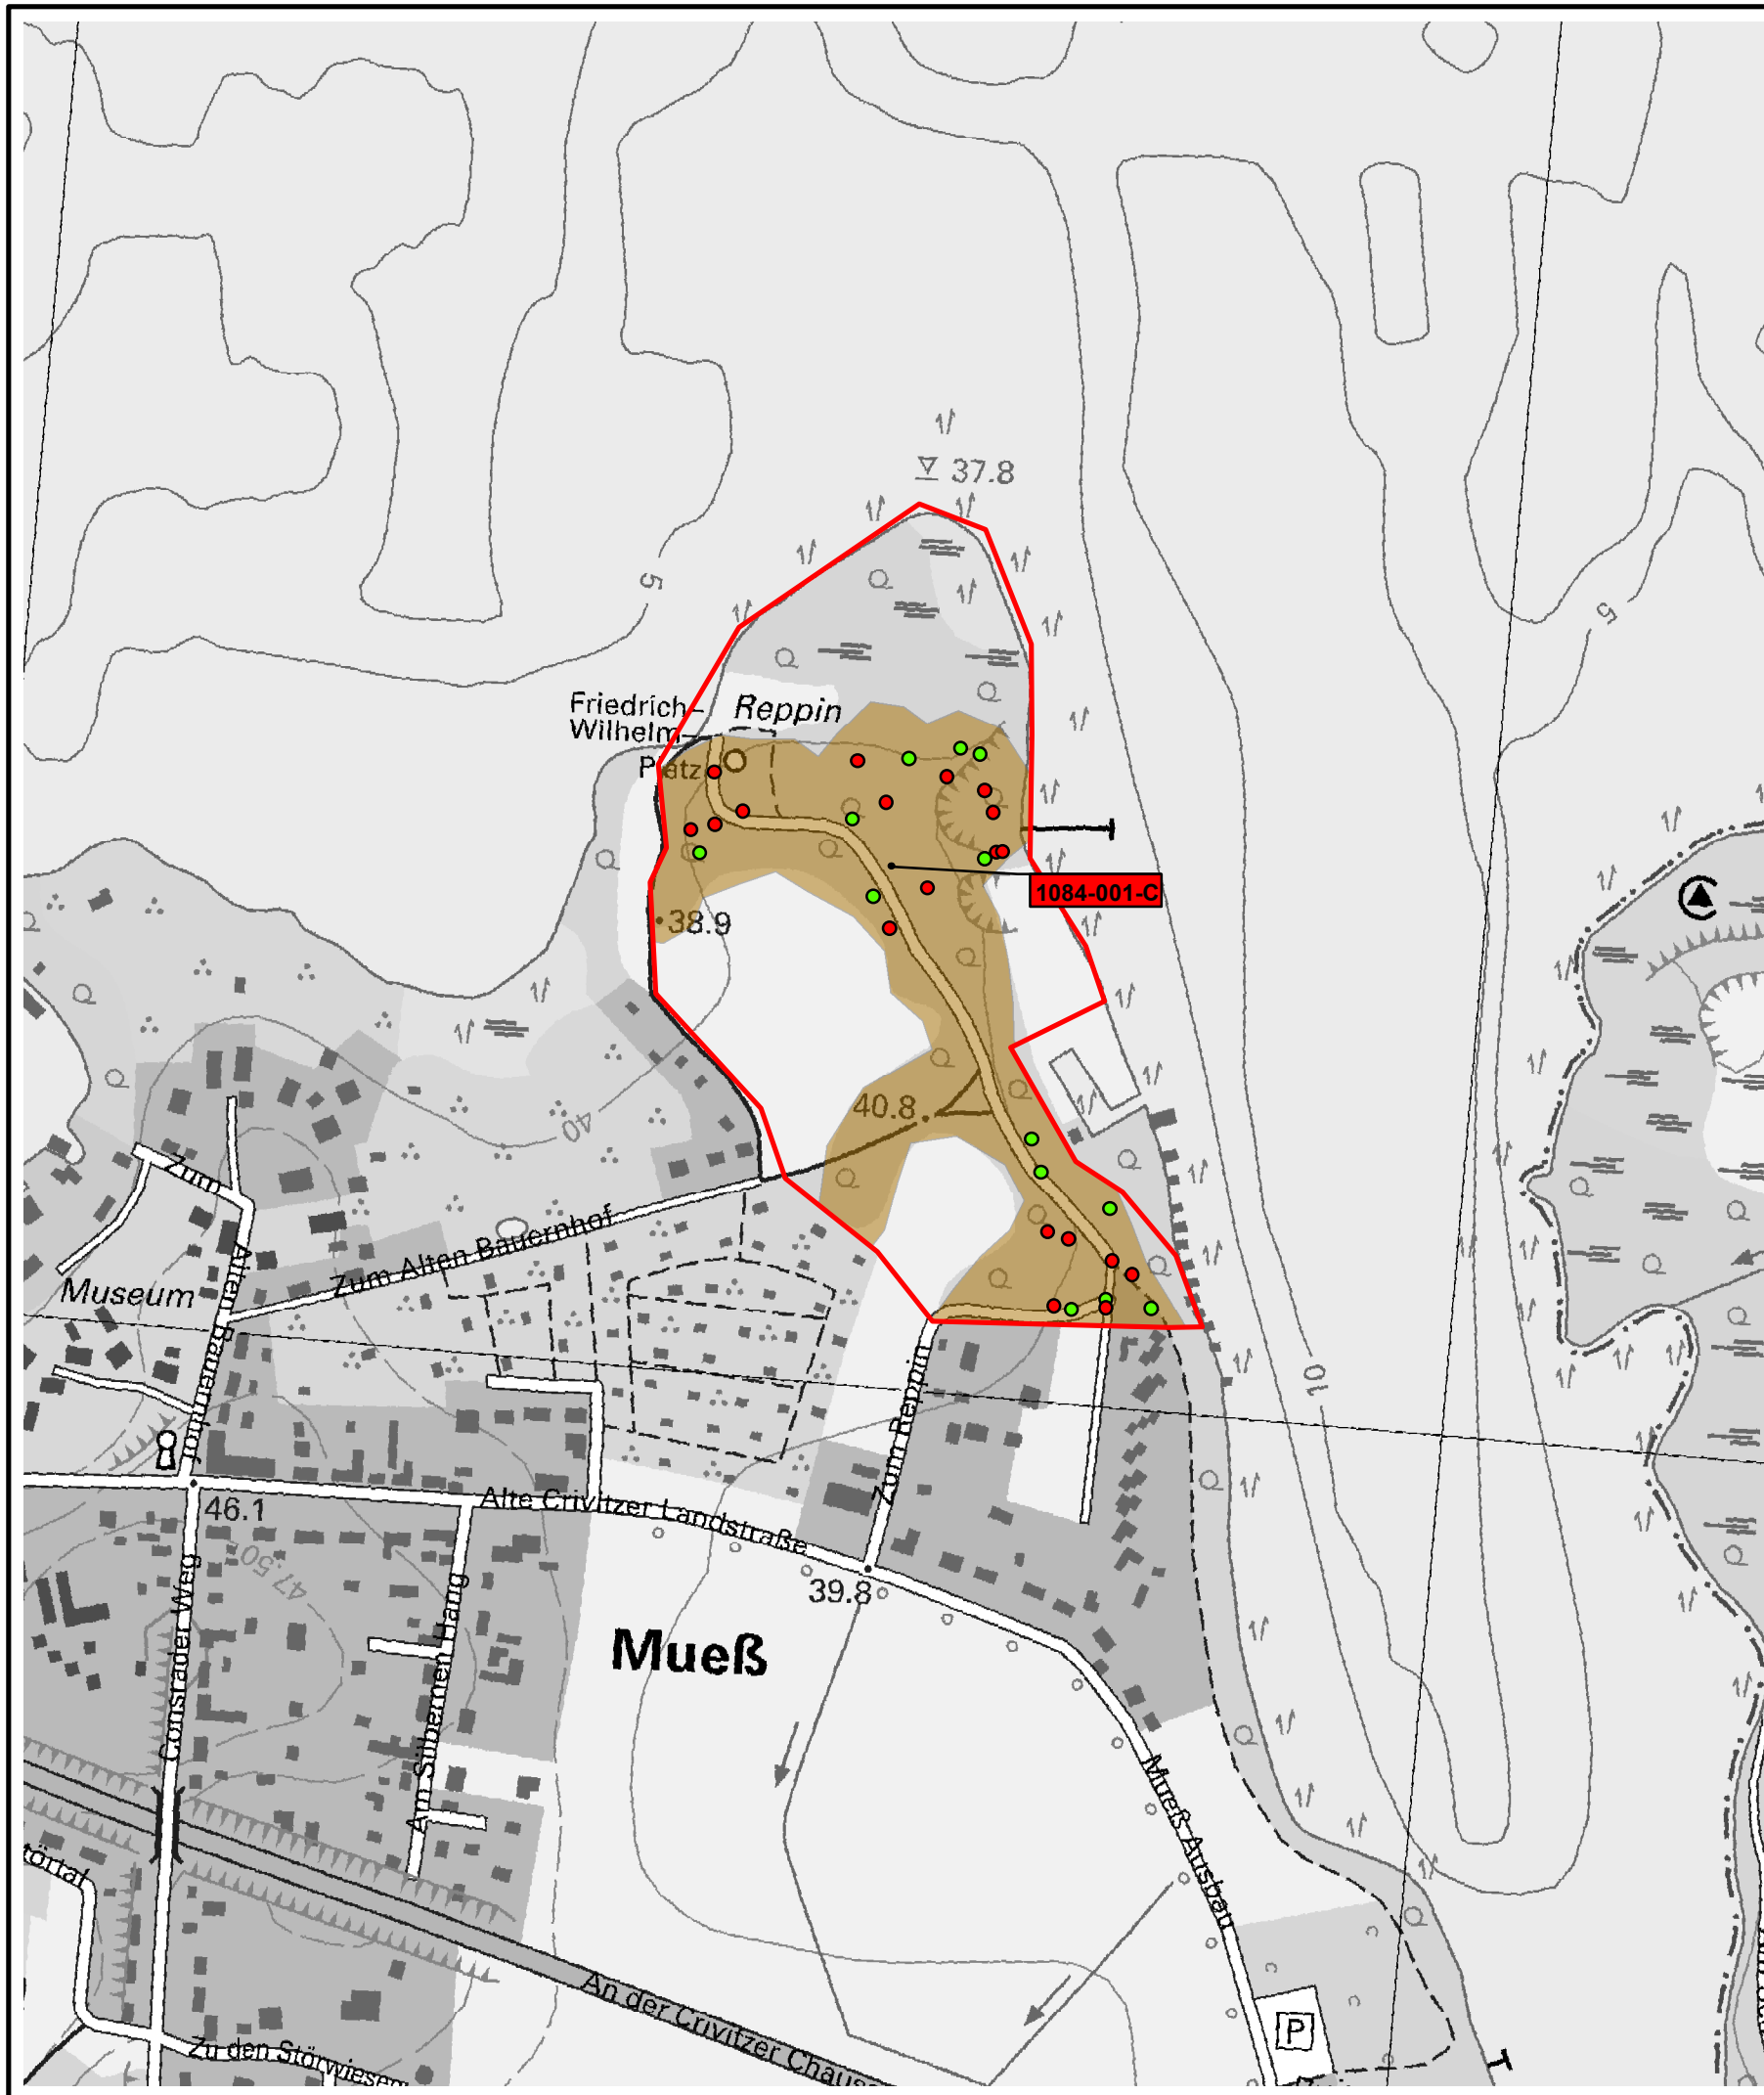 37.8
5
5
Friedrich-
Wilhelm-
Platz
Reppin
1084-001-C
38.9
40.8
40
Zum
Alten Bauernhof
Zum Alten Bauernhof
Museum
10
Zum Reppin
46.1
Alte Crivitzer Landstraße
47.50
39.8
Consrader Weg
Am Silbernen Hang
Mueß
Mueß Ausbau
An der Crivitzer Chaus
Zu den Störwiesen
P